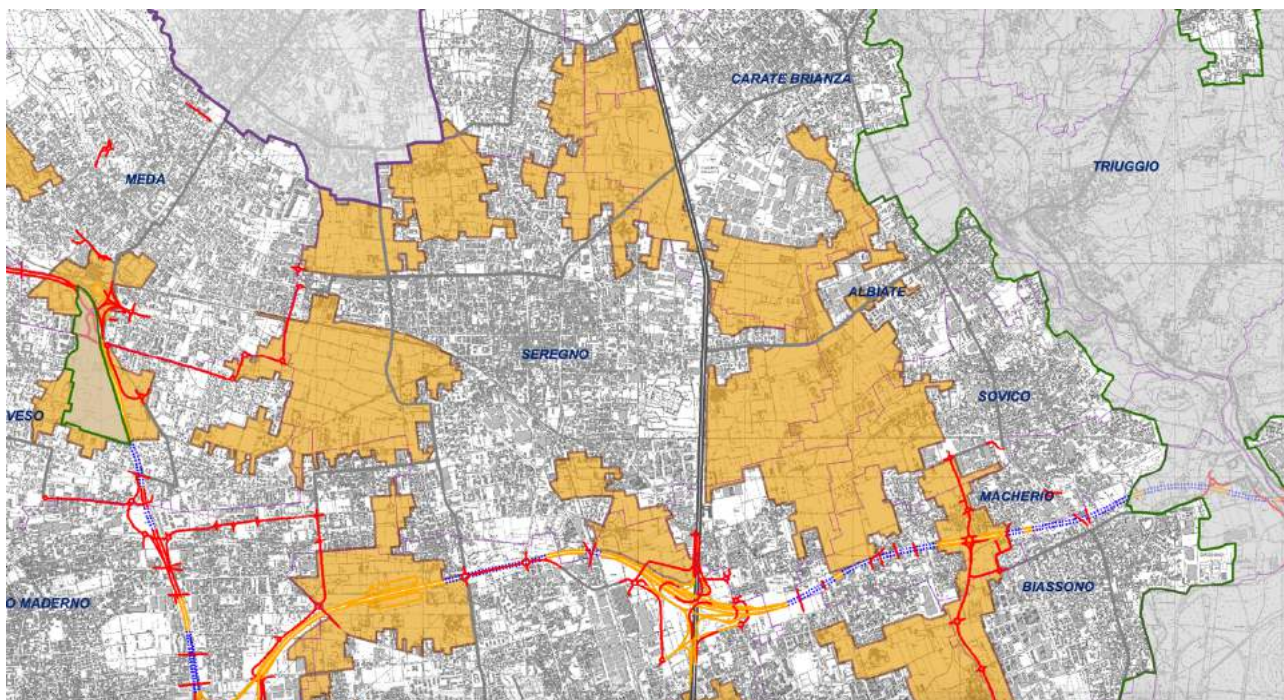 CARATE BRIANZA
TRIUGGIO
MEDA
ALBIATE
SEREGNO
SOVICO
VESO
MACHERIO
BIASSONO
O MADERNO